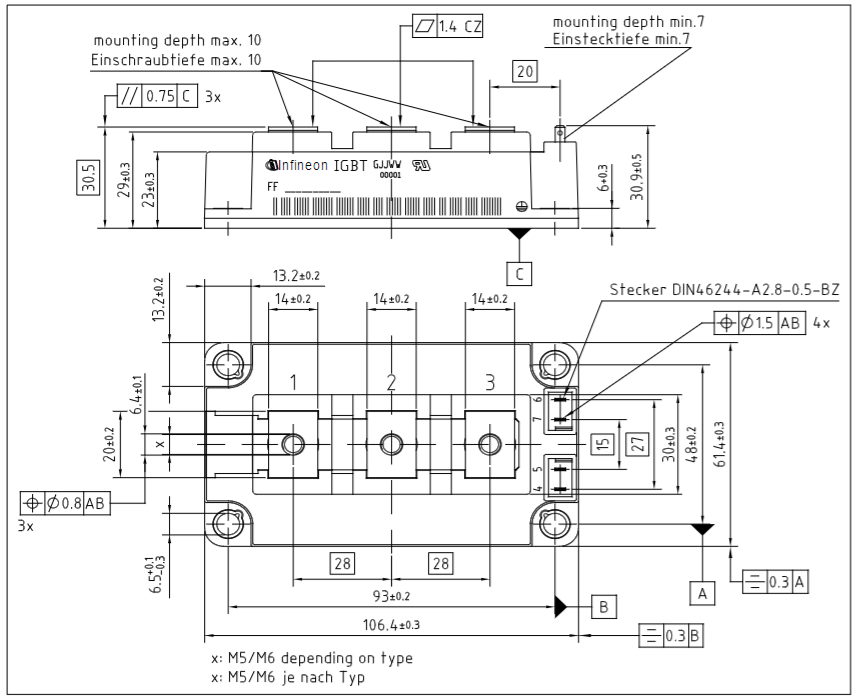 mounting depth max. 10
Einschraubtiefe max. 10
1.4 CZ
mounting depth min.7
Einstecktiefe min.7
20
// 0.75 C 3x
30.5
29±0.3
23±0.3
infineon IGBT GJJWW
00001
FF
6+0.3
30.9±0.5
C
13.2±0.2
13.2±0.2
14±0.2
14±0.2
14±0.2
Stecker DIN46244-A2.8-0.5-BZ
⌖ ⌀1.5 AB 4x
1
2
3
6
7
5
4
6.4±0.1
20±0.2
x
15
27
30±0.3
48±0.2
61.4±0.3
⌖ ⌀0.8 AB
3x
6.5+0.1
-0.3
28
28
A
0.3 A
93±0.2
B
106.4±0.3
0.3 B
x: M5/M6 depending on type
x: M5/M6 je nach Typ